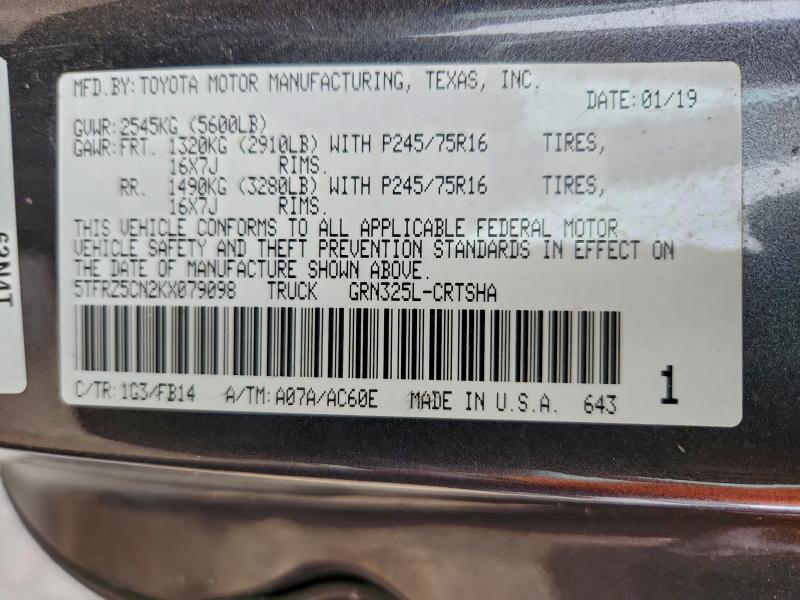 MFD.BY: TOYOTA MOTOR MANUFACTURING, TEXAS, INC.
DATE: 01/19
GVWR: 2545KG (5600LB)
GAWR: FRT. 1320KG (2910LB) WITH P245/75R16 TIRES,
16X7J RIMS.
RR. 1490KG (3280LB) WITH P245/75R16 TIRES,
16X7J RIMS.
THIS VEHICLE CONFORMS TO ALL APPLICABLE FEDERAL MOTOR
VEHICLE SAFETY AND THEFT PREVENTION STANDARDS IN EFFECT ON
THE DATE OF MANUFACTURE SHOWN ABOVE.
5TFRZ5CN2KX079098 TRUCK GRN325L-CRTSHA
C/TR: 1G3/FB14 A/TM: A07A/AC60E MADE IN U.S.A. 643
1